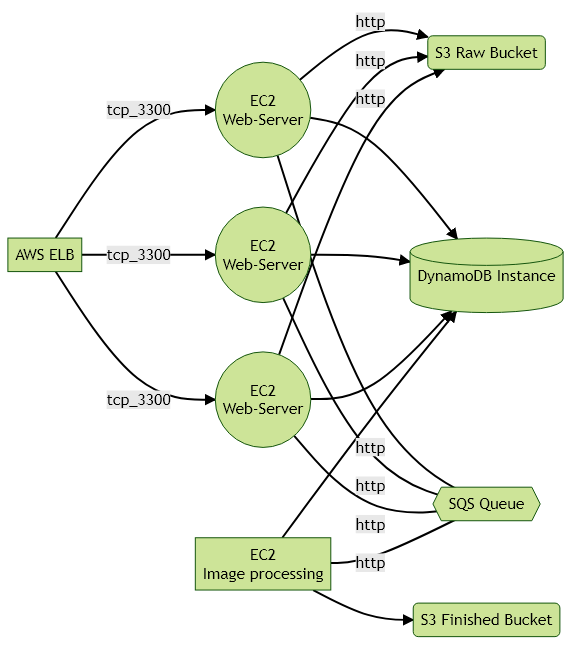 http
S3 Raw Bucket
http
EC2
Web-Server
http
tcp_3300
EC2
Web-Server
AWS ELB
tcp_3300
DynamoDB Instance
EC2
Web-Server
tcp_3300
http
http
SQS Queue
http
EC2
Image processing
http
S3 Finished Bucket